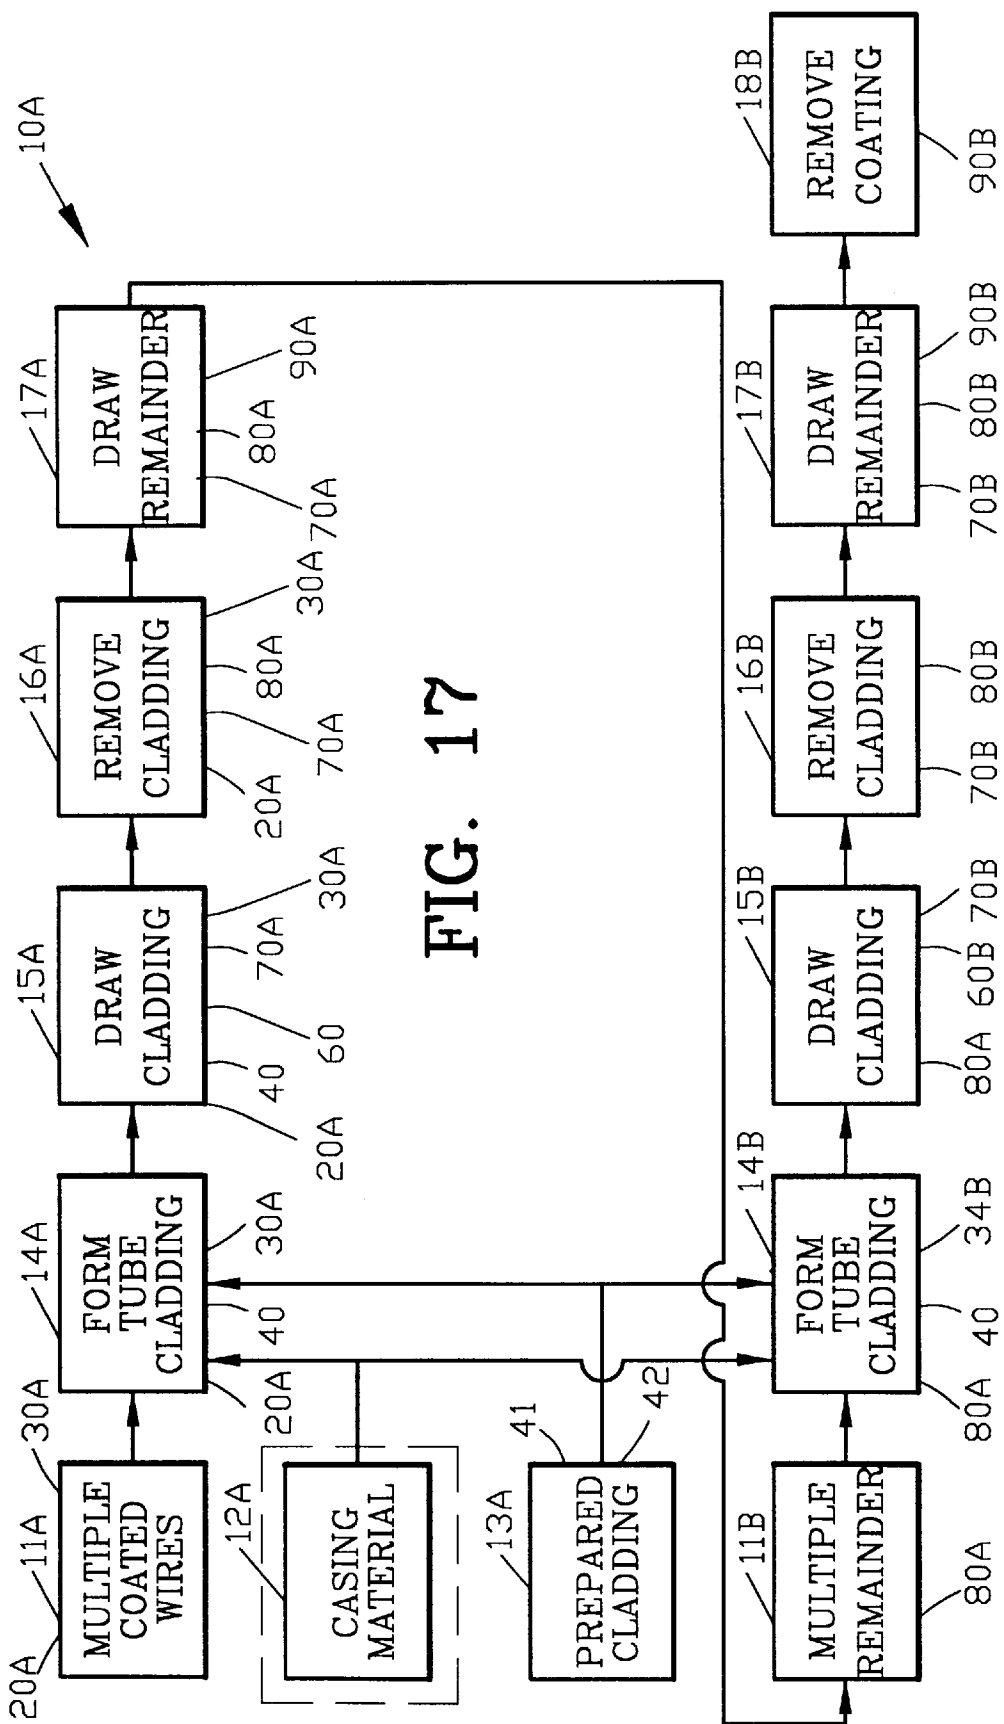 10A
20A
11A
30A
MULTIPLE
COATED
WIRES
14A
FORM
TUBE
CLADDING
20A
40
30A
15A
DRAW
CLADDING
20A
40
60
70A
30A
16A
REMOVE
CLADDING
20A
70A
80A
30A
17A
DRAW
REMAINDER
70A
80A
90A
12A
CASING
MATERIAL
13A
41
PREPARED
CLADDING
42
FIG. 17
11B
MULTIPLE
REMAINDER
80A
14B
FORM
TUBE
CLADDING
80A
40
34B
15B
DRAW
CLADDING
80A
60B
70B
16B
REMOVE
CLADDING
70B
80B
17B
DRAW
REMAINDER
70B
80B
90B
18B
REMOVE
COATING
90B